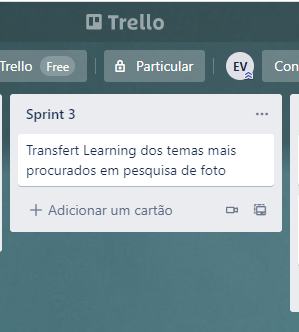 Trello
Trello Free Particular EV Con
Sprint 3
Transfert Learning dos temas mais
procurados em pesquisa de foto
+ Adicionar um cartão